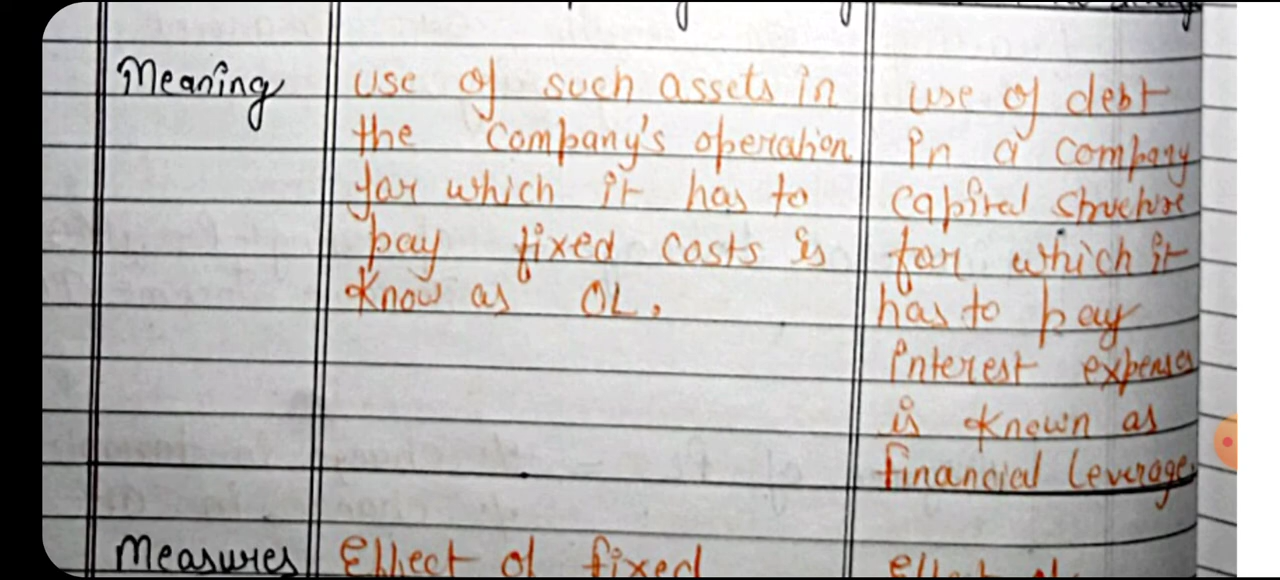 Meaning
use of such assets in
the company's operation
for which it has to
pay fixed costs is
know as OL.
use of debt
in a company
capital structure
for which it
has to pay
interest expenses
is known as
financial leverage.
Measures
Effect of fixed